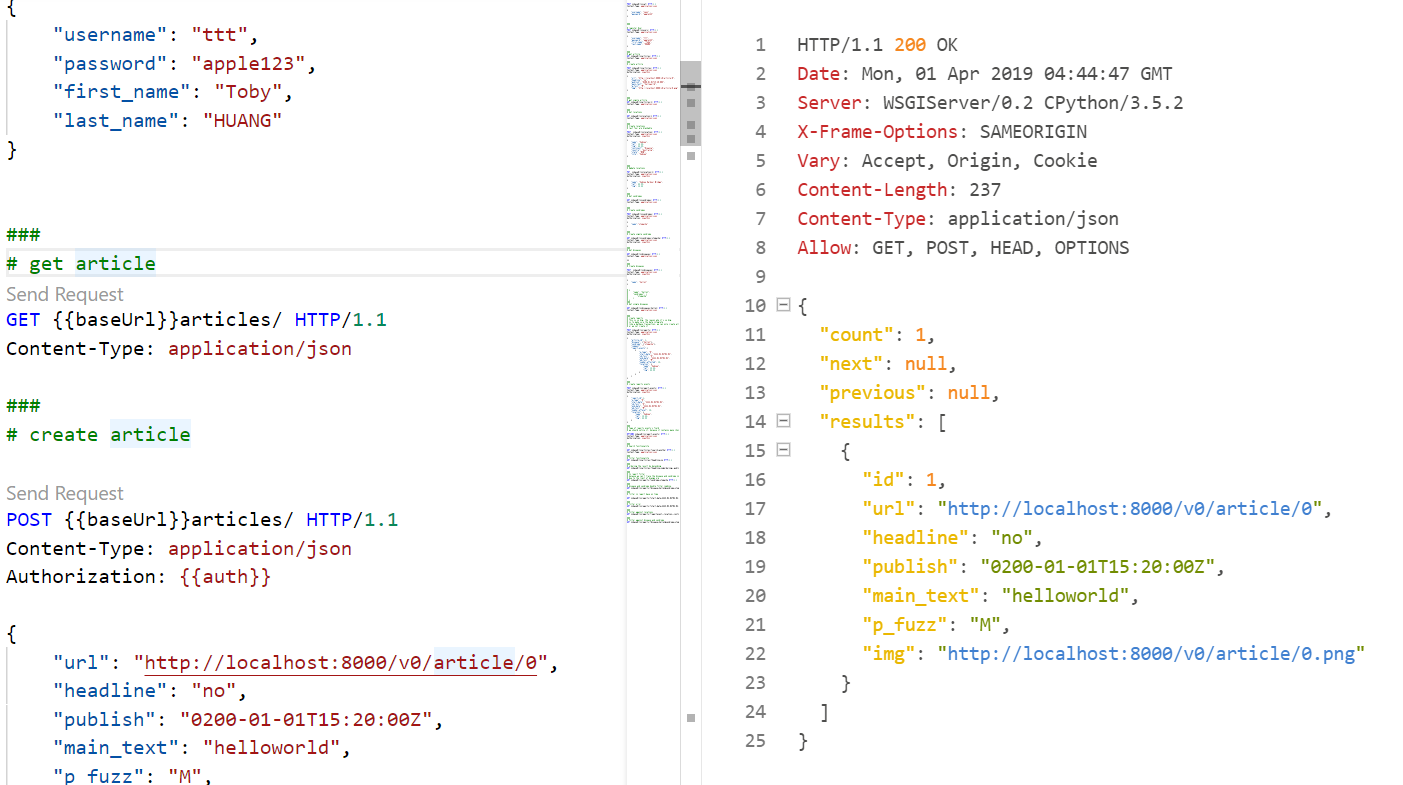 {
    "username": "ttt",
    "password": "apple123",
    "first_name": "Toby",
    "last_name": "HUANG"
}
###
# get article
Send Request
GET {{baseUrl}}articles/ HTTP/1.1
Content-Type: application/json
###
# create article
Send Request
POST {{baseUrl}}articles/ HTTP/1.1
Content-Type: application/json
Authorization: {{auth}}
{
    "url": "http://localhost:8000/v0/article/0",
    "headline": "no",
    "publish": "0200-01-01T15:20:00Z",
    "main_text": "helloworld",
    "p_fuzz": "M",
1 HTTP/1.1 200 OK
2 Date: Mon, 01 Apr 2019 04:44:47 GMT
3 Server: WSGIServer/0.2 CPython/3.5.2
4 X-Frame-Options: SAMEORIGIN
5 Vary: Accept, Origin, Cookie
6 Content-Length: 237
7 Content-Type: application/json
8 Allow: GET, POST, HEAD, OPTIONS
9
10 {
11   "count": 1,
12   "next": null,
13   "previous": null,
14   "results": [
15     {
16       "id": 1,
17       "url": "http://localhost:8000/v0/article/0",
18       "headline": "no",
19       "publish": "0200-01-01T15:20:00Z",
20       "main_text": "helloworld",
21       "p_fuzz": "M",
22       "img": "http://localhost:8000/v0/article/0.png"
23     }
24   ]
25 }